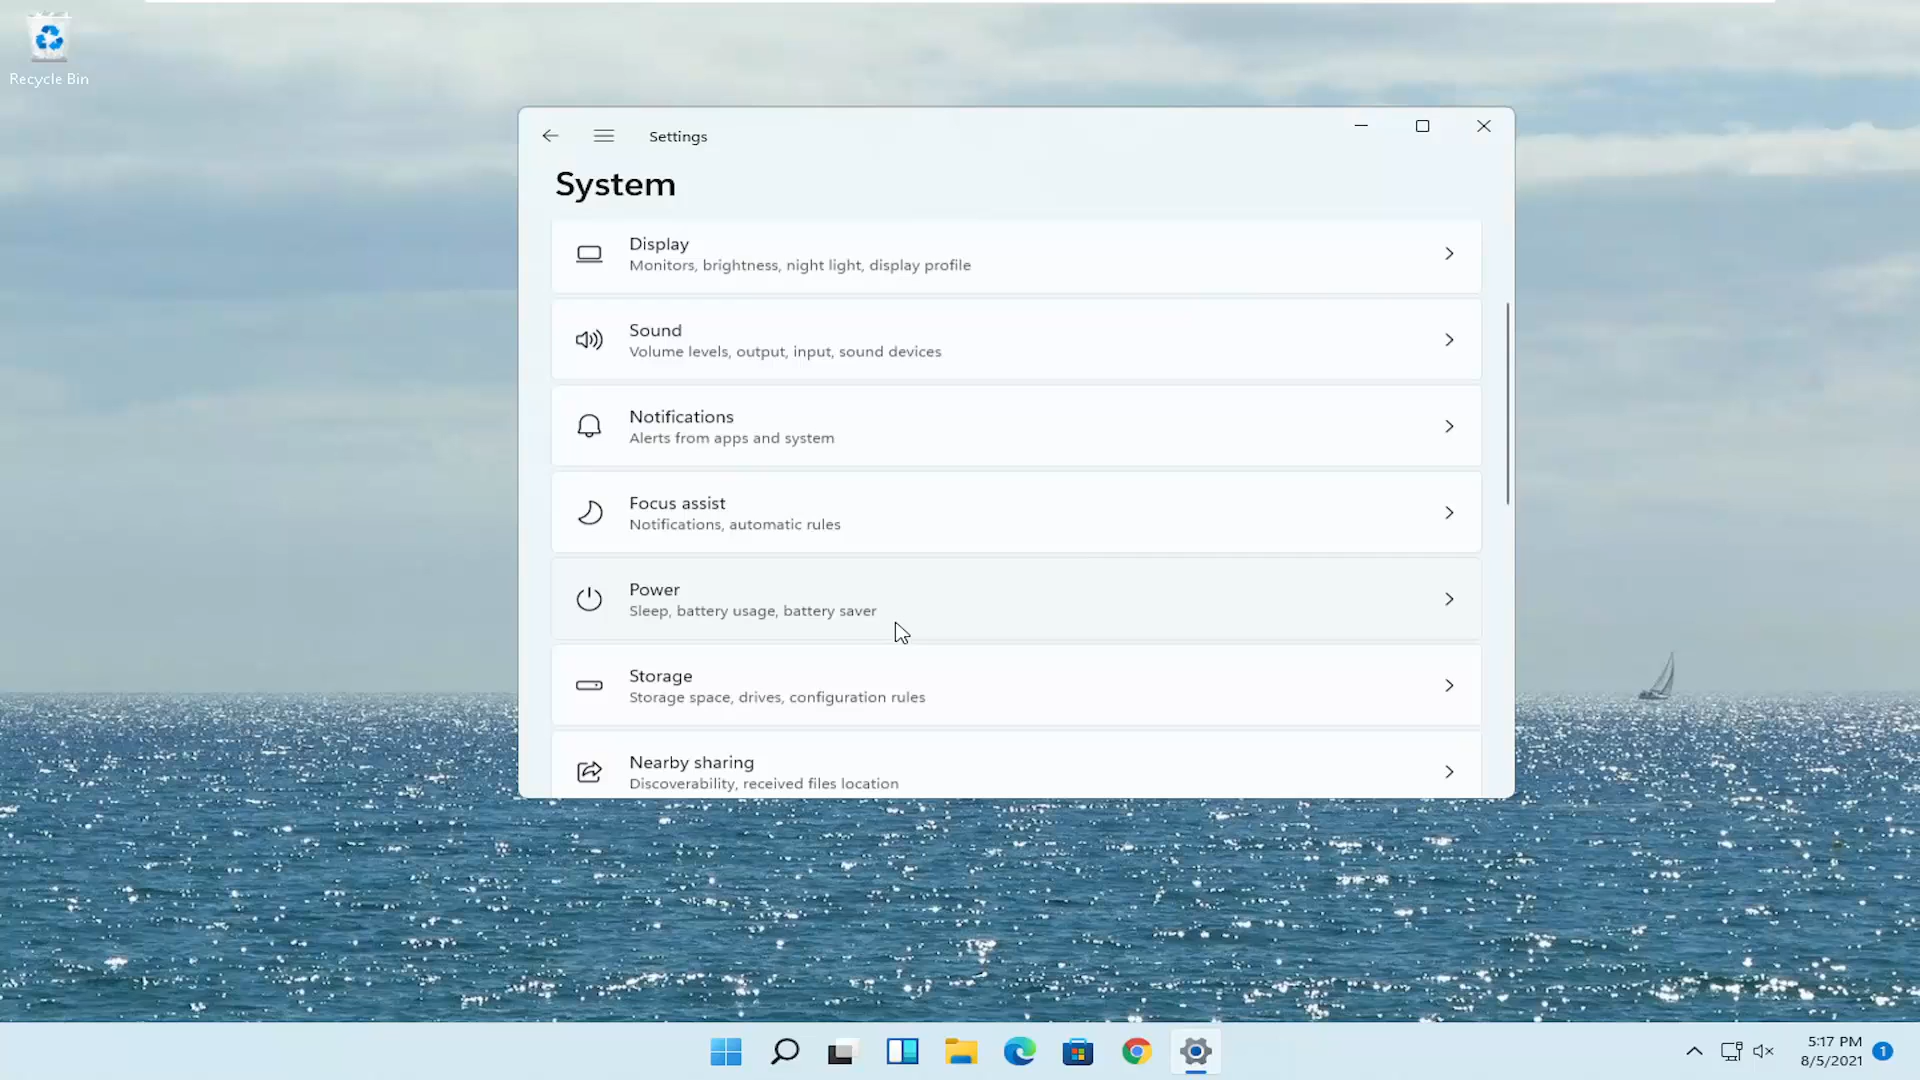 Recycle Bin
Settings
System
Display
Monitors, brightness, night light, display profile
Sound
Volume levels, output, input, sound devices
Notifications
Alerts from apps and system
Focus assist
Notifications, automatic rules
Power
Sleep, battery usage, battery saver
Storage
Storage space, drives, configuration rules
Nearby sharing
Discoverability, received files location
5:17 PM
8/5/2021
1